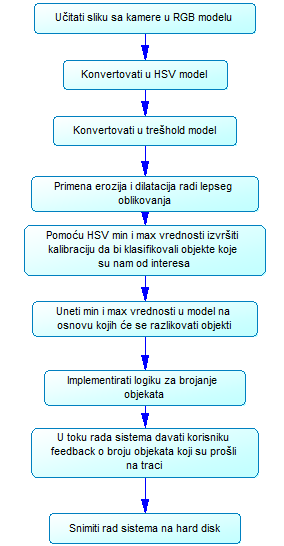 Učitati sliku sa kamere u RGB modelu
Konvertovati u HSV model
Konvertovati u trešhold model
Primena erozija i dilatacija radi lepseg
oblikovanja
Pomoću HSV min i max vrednosti izvršiti
kalibraciju da bi klasifikovali objekte koje
su nam od interesa
Uneti min i max vrednosti u model na
osnovu kojih će se razlikovati objekti
Implementirati logiku za brojanje
objekata
U toku rada sistema davati korisniku
feedback o broju objekata koji su prošli
na traci
Snimiti rad sistema na hard disk